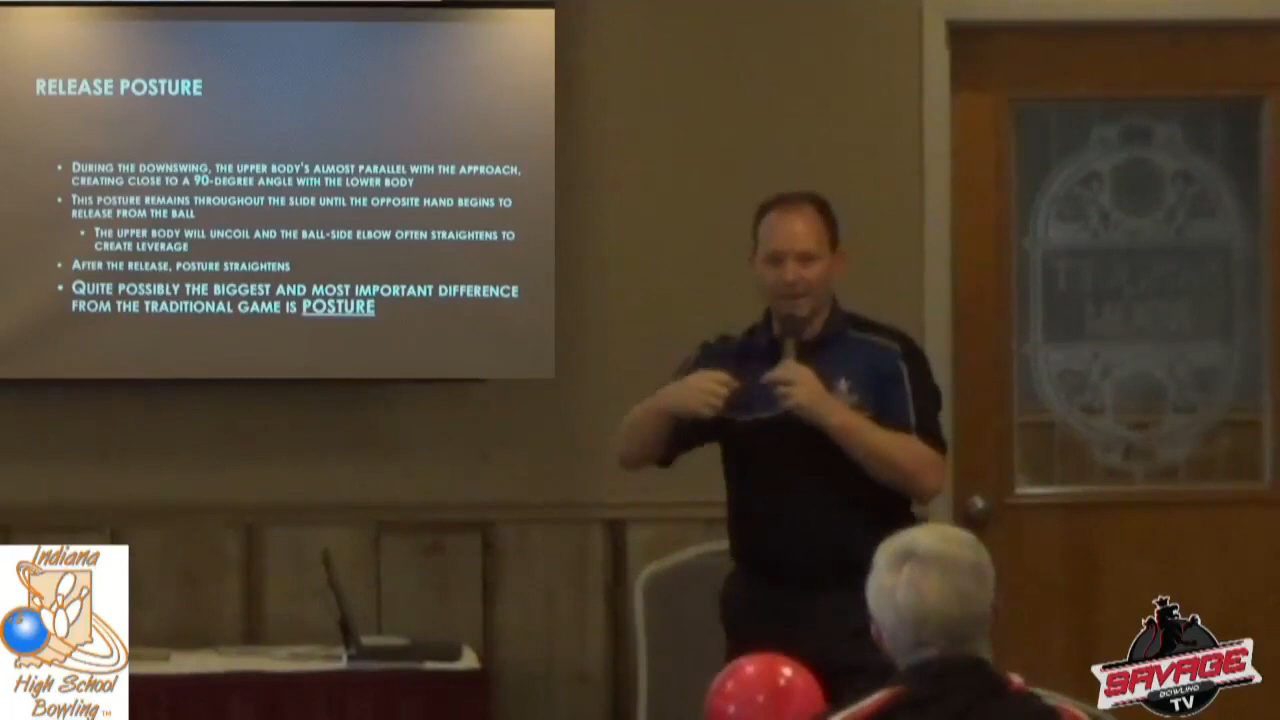 RELEASE POSTURE
• DURING THE DOWNSWING, THE UPPER BODY'S ALMOST PARALLEL WITH THE APPROACH,
CREATING CLOSE TO A 90-DEGREE ANGLE WITH THE LOWER BODY
• THIS POSTURE REMAINS THROUGHOUT THE SLIDE UNTIL THE OPPOSITE HAND BEGINS TO
RELEASE FROM THE BALL
• THE UPPER BODY WILL UNCOIL AND THE BALL-SIDE ELBOW OFTEN STRAIGHTENS TO
CREATE LEVERAGE
• AFTER THE RELEASE, POSTURE STRAIGHTENS
• QUITE POSSIBLY THE BIGGEST AND MOST IMPORTANT DIFFERENCE
FROM THE TRADITIONAL GAME IS POSTURE
Indiana
High School
Bowling™
SAVAGE
BOWLING
TV